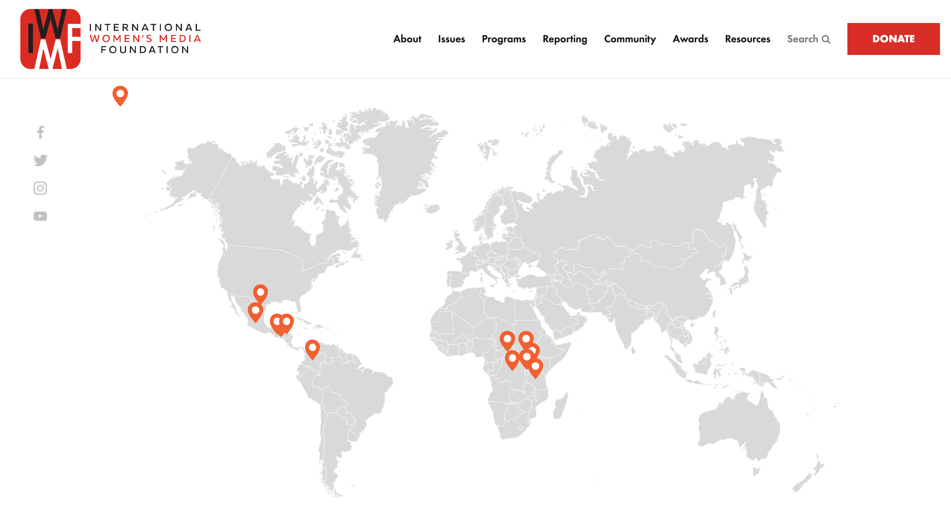 IWMF
INTERNATIONAL
WOMEN'S MEDIA
FOUNDATION
About Issues Programs Reporting Community Awards Resources Search DONATE